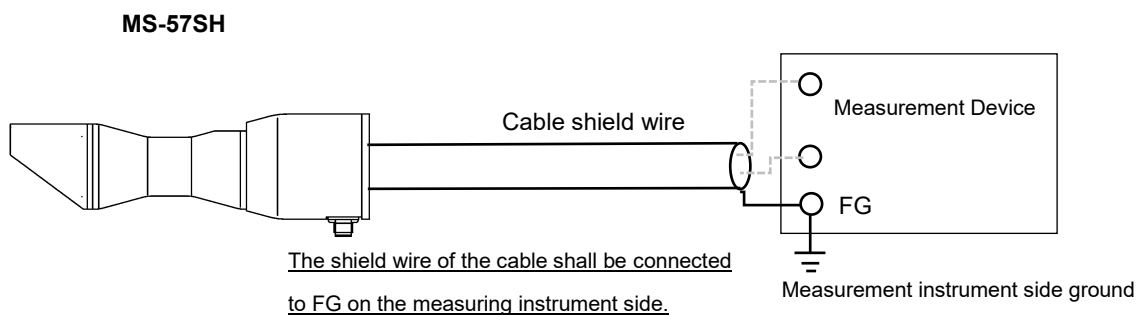 MS-57SH
Cable shield wire
Measurement Device
FG
The shield wire of the cable shall be connected
to FG on the measuring instrument side.
Measurement instrument side ground